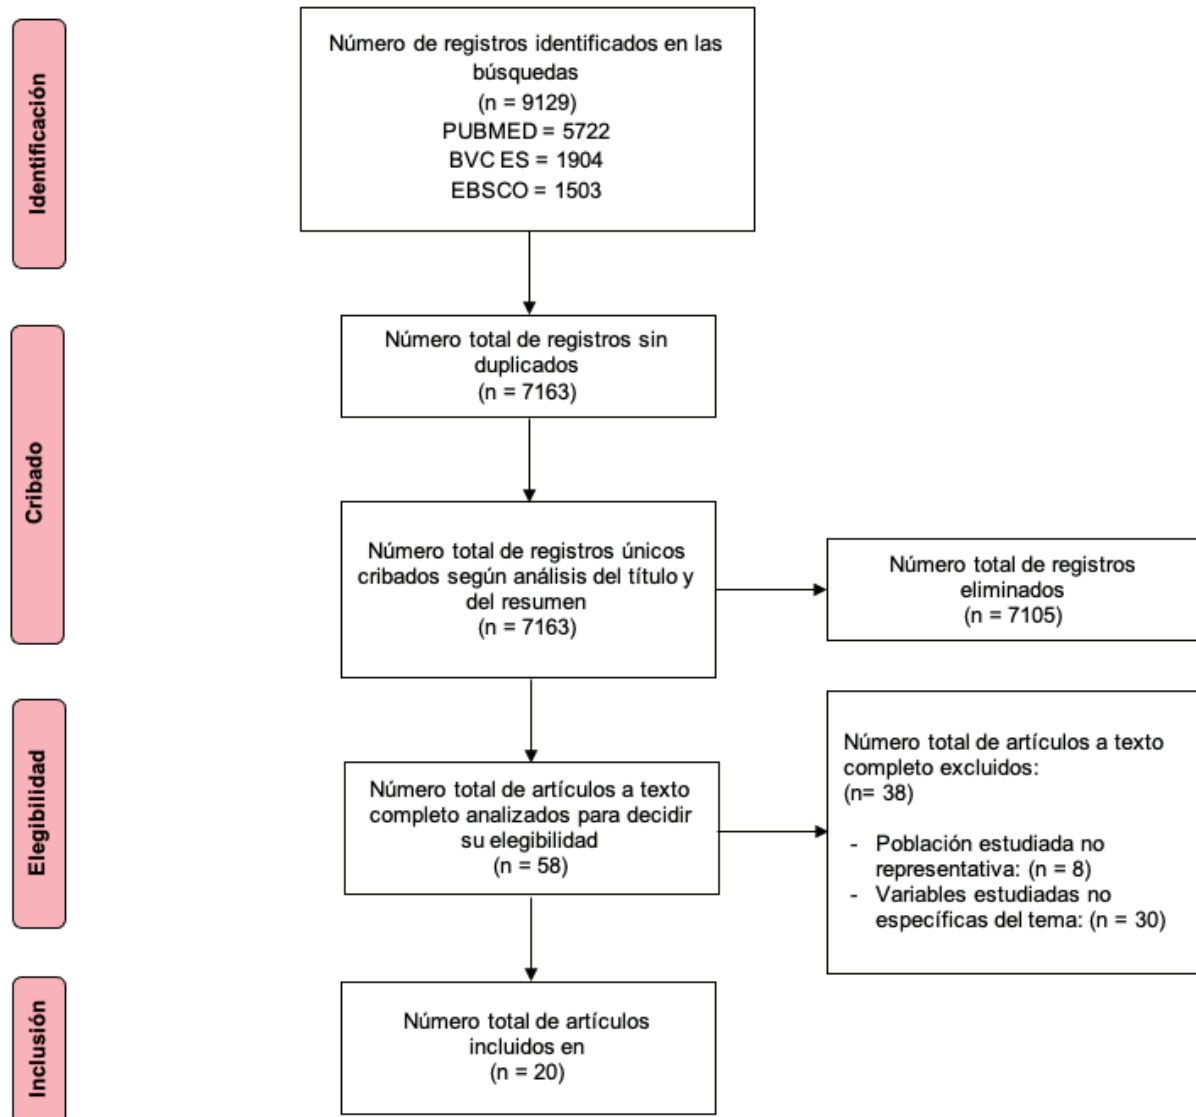 Identificación
Número de registros identificados en las
búsquedas
(n = 9129)
PUBMED = 5722
BVC ES = 1904
EBSCO = 1503
Cribado
Número total de registros sin
duplicados
(n = 7163)
Número total de registros únicos
cribados según análisis del título y
del resumen
(n = 7163)
Número total de registros
eliminados
(n = 7105)
Elegibilidad
Número total de artículos a texto
completo analizados para decidir
su elegibilidad
(n = 58)
Número total de artículos a texto
completo excluidos:
(n= 38)
- Población estudiada no
representativa: (n = 8)
- Variables estudiadas no
específicas del tema: (n = 30)
Inclusión
Número total de artículos
incluidos en
(n = 20)